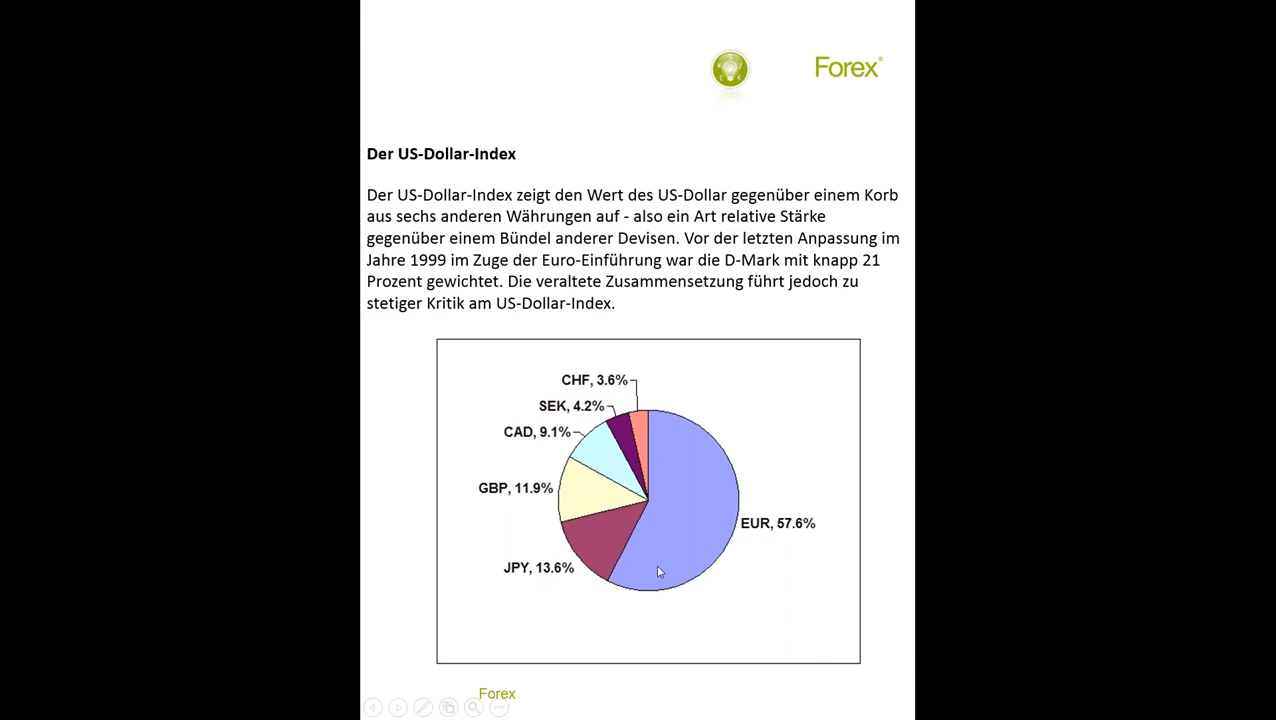 Forex®
Der US-Dollar-Index
Der US-Dollar-Index zeigt den Wert des US-Dollar gegenüber einem Korb
aus sechs anderen Währungen auf - also ein Art relative Stärke
gegenüber einem Bündel anderer Devisen. Vor der letzten Anpassung im
Jahre 1999 im Zuge der Euro-Einführung war die D-Mark mit knapp 21
Prozent gewichtet. Die veraltete Zusammensetzung führt jedoch zu
stetiger Kritik am US-Dollar-Index.
CHF, 3.6%
SEK, 4.2%
CAD, 9.1%
GBP, 11.9%
EUR, 57.6%
JPY, 13.6%
Forex